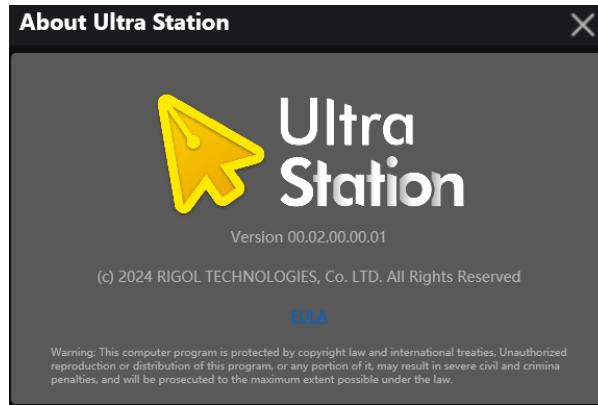 About Ultra Station
Ultra
Station
Version 00.02.00.00.01
(c) 2024 RIGOL TECHNOLOGIES, Co. LTD. All Rights Reserved
EULA
Warning: This computer program is protected by copyright law and international treaties, Unauthorized
reproduction or distribution of this program, or any portion of it, may result in severe civil and crimina
penalties, and will be prosecuted to the maximum extent possible under the law.